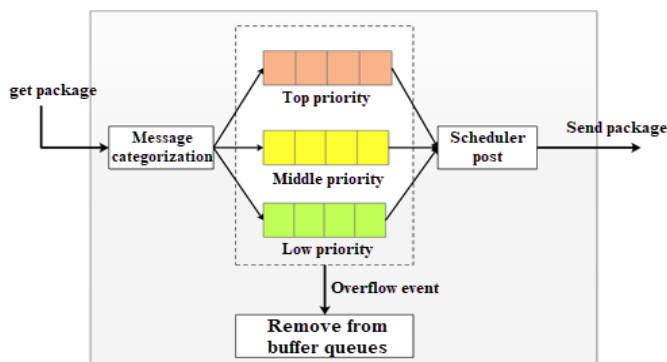 get package
Message
categorization
Top priority
Middle priority
Low priority
Scheduler
post
Send package
Overflow event
Remove from
buffer queues